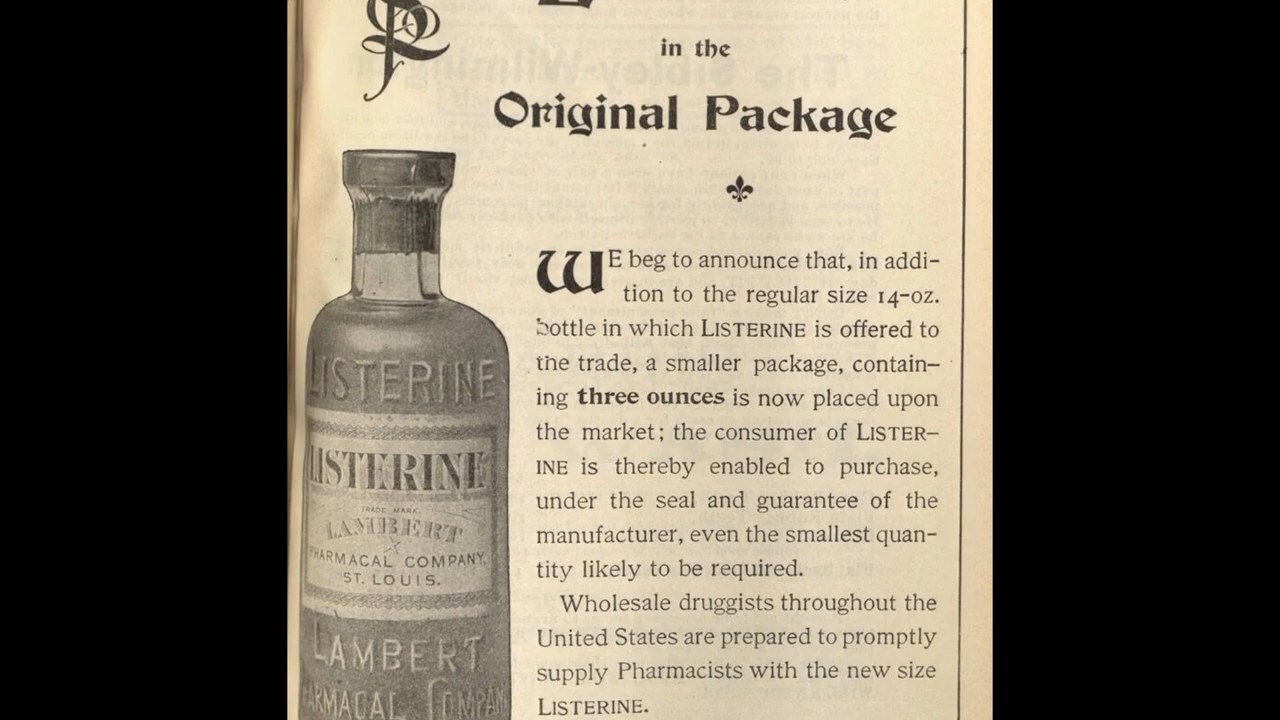 in the
Original Package
WE beg to announce that, in addi-
tion to the regular size 14-oz.
bottle in which LISTERINE is offered to
the trade, a smaller package, contain-
ing three ounces is now placed upon
the market; the consumer of LISTER-
INE is thereby enabled to purchase,
under the seal and guarantee of the
manufacturer, even the smallest quan-
tity likely to be required.
Wholesale druggists throughout the
United States are prepared to promptly
supply Pharmacists with the new size
LISTERINE.
LISTERINE
LISTERINE
TRADE MARK.
LAMBERT
PHARMACAL COMPANY.
ST. LOUIS.
LAMBERT
ARMACAL COMPAN